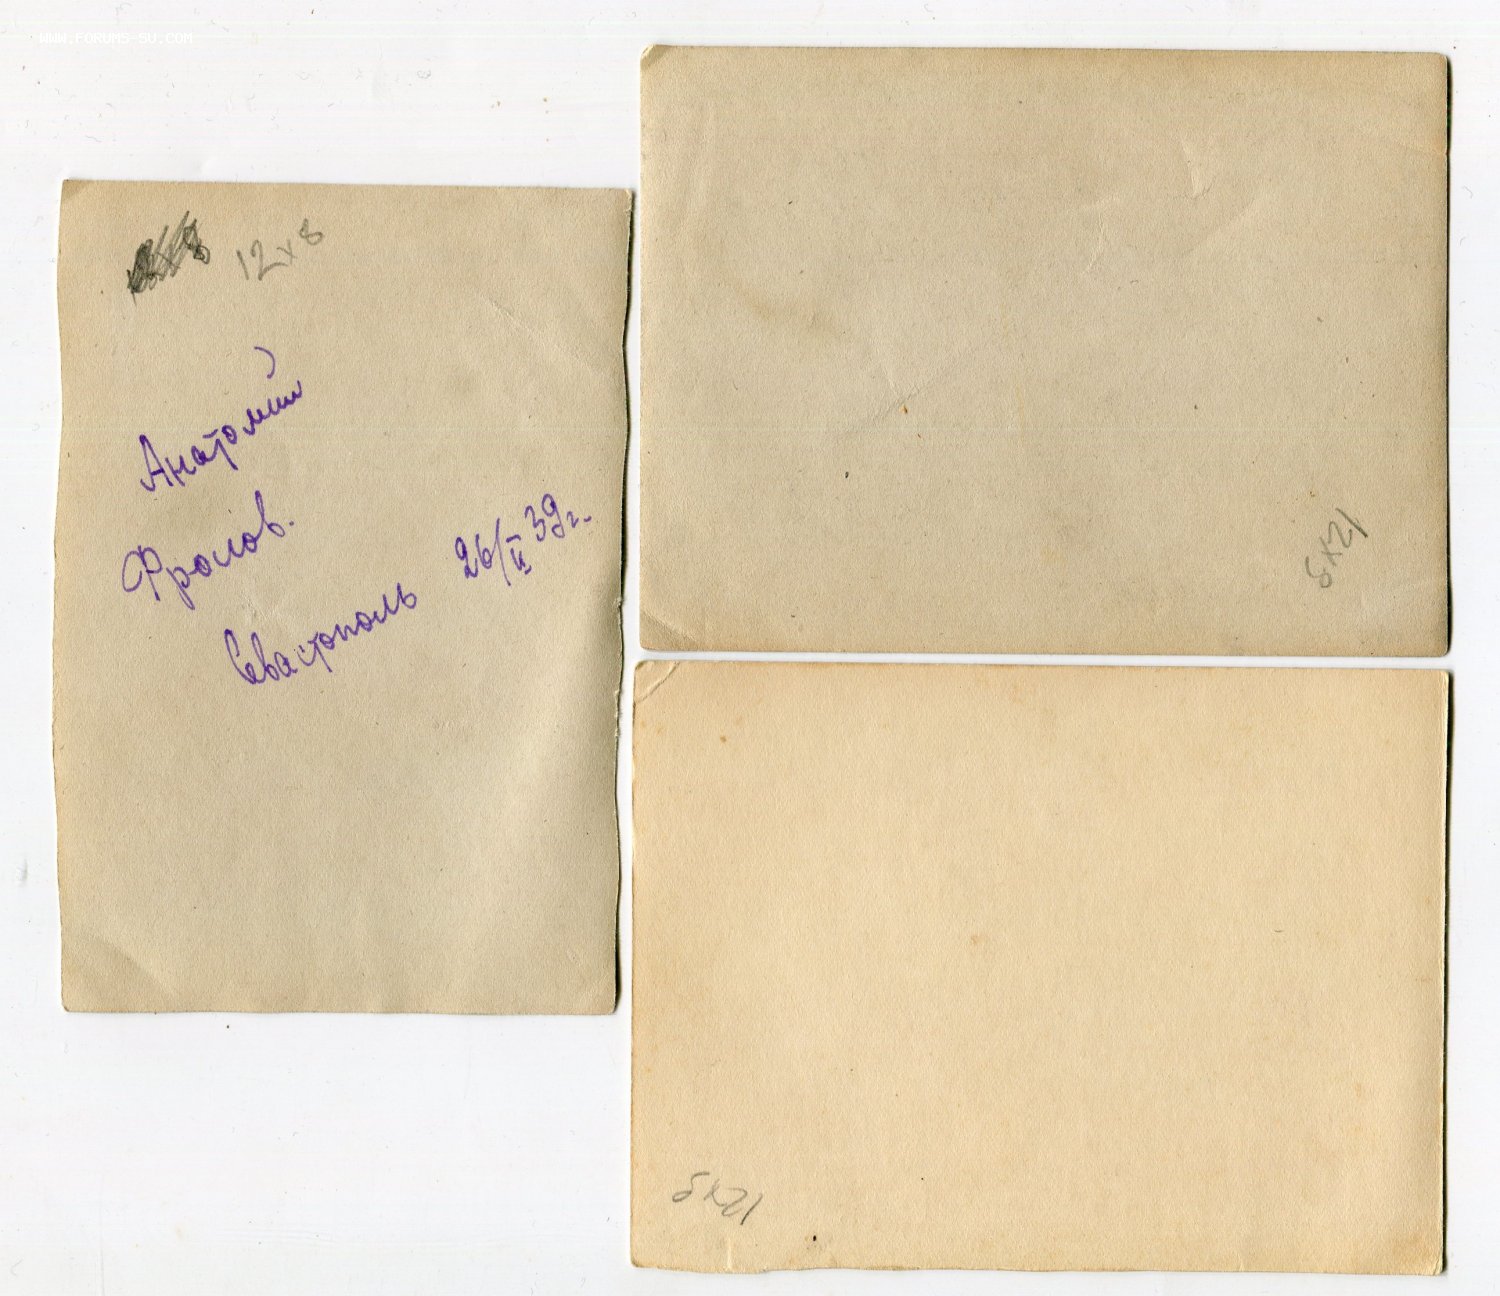 WWW.FORUMS-SU.COM
12x8
Анатолий
Фролов.
Севастополь 26/II 39г.
12x8
12x8